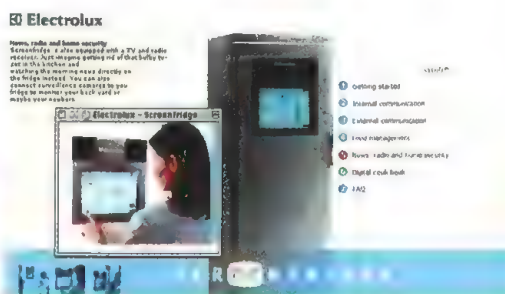 Electrolux
News, radio and home security
Screenfridge is also equipped with a TV and radio
receiver. Just imagine getting rid of that bulky tv-
set in the kitchen and
watching the morning news directly on
the fridge instead. You can also
connect surveillance cameras to you
fridge to monitor your back yard or
maybe your
Electrolux - Screenfridge
Getting started
Internal communication
External communication
Food management
News, radio and home security
Digital cook book
FAQ